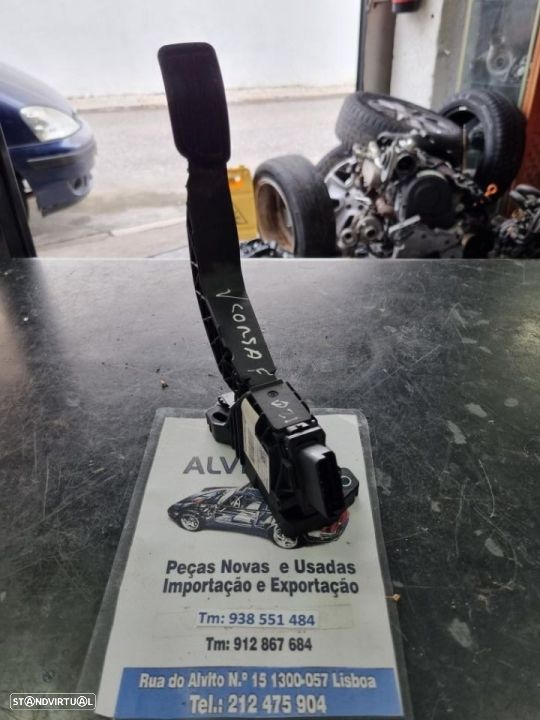 V CORSA F
ALV
Peças Novas e Usadas
Importação e Exportação
Tm: 938 551 484
Tm: 912 867 684
Rua do Alvito N.º 15 1300-057 Lisboa
Tel.: 212 475 904
STANDVIRTUAL